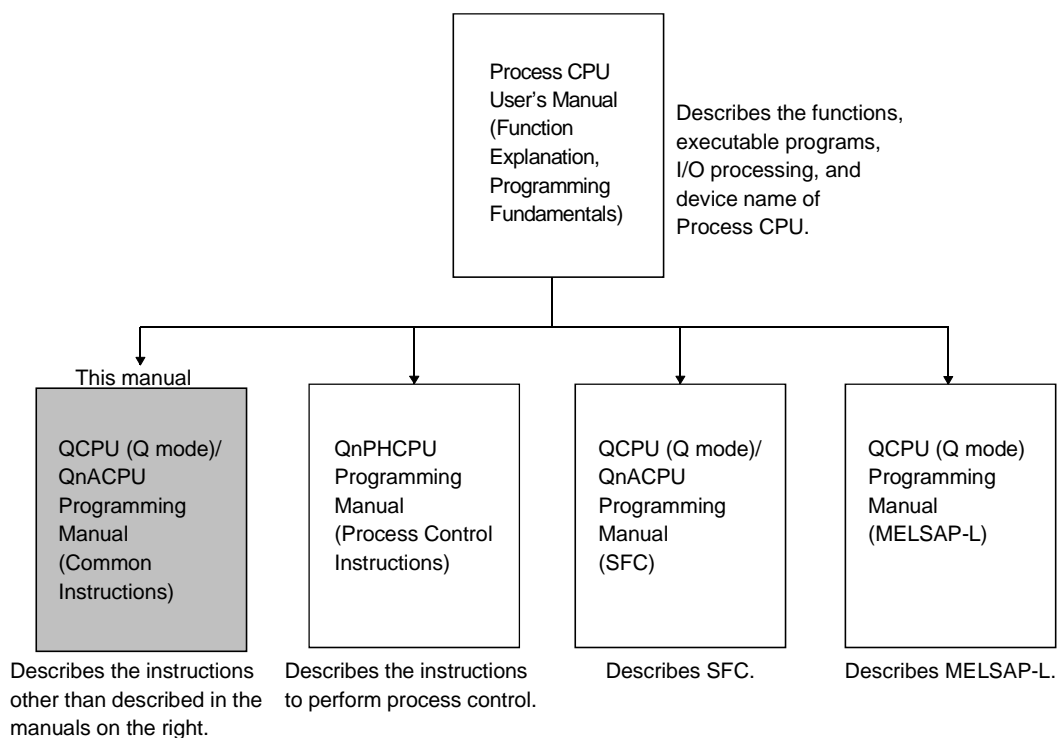 Process CPU
User's Manual
(Function
Explanation,
Programming
Fundamentals)
Describes the functions,
executable programs,
I/O processing, and
device name of
Process CPU.
This manual
QCPU (Q mode)/
QnACPU
Programming
Manual
(Common
Instructions)
Describes the instructions
other than described in the
manuals on the right.
QnPHCPU
Programming
Manual
(Process Control
Instructions)
Describes the instructions
to perform process control.
QCPU (Q mode)/
QnACPU
Programming
Manual
(SFC)
Describes SFC.
QCPU (Q mode)
Programming
Manual
(MELSAP-L)
Describes MELSAP-L.